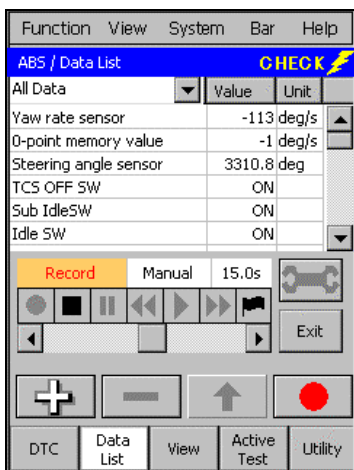 Function View System Bar Help
ABS / Data List CHECK
All Data Value Unit
Yaw rate sensor -113 deg/s
0-point memory value -1 deg/s
Steering angle sensor 3310.8 deg
TCS OFF SW ON
Sub IdleSW ON
Idle SW ON
Record Manual 15.0s
Exit
DTC Data List View Active Test Utility